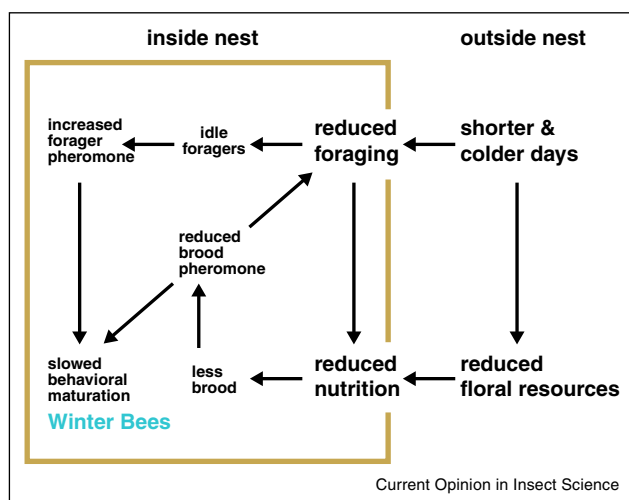 inside nest
outside nest
increased
forager
pheromone
idle
foragers
reduced
foraging
shorter &
colder days
reduced
brood
pheromone
slowed
behavioral
maturation
Winter Bees
less
brood
reduced
nutrition
reduced
floral resources
Current Opinion in Insect Science